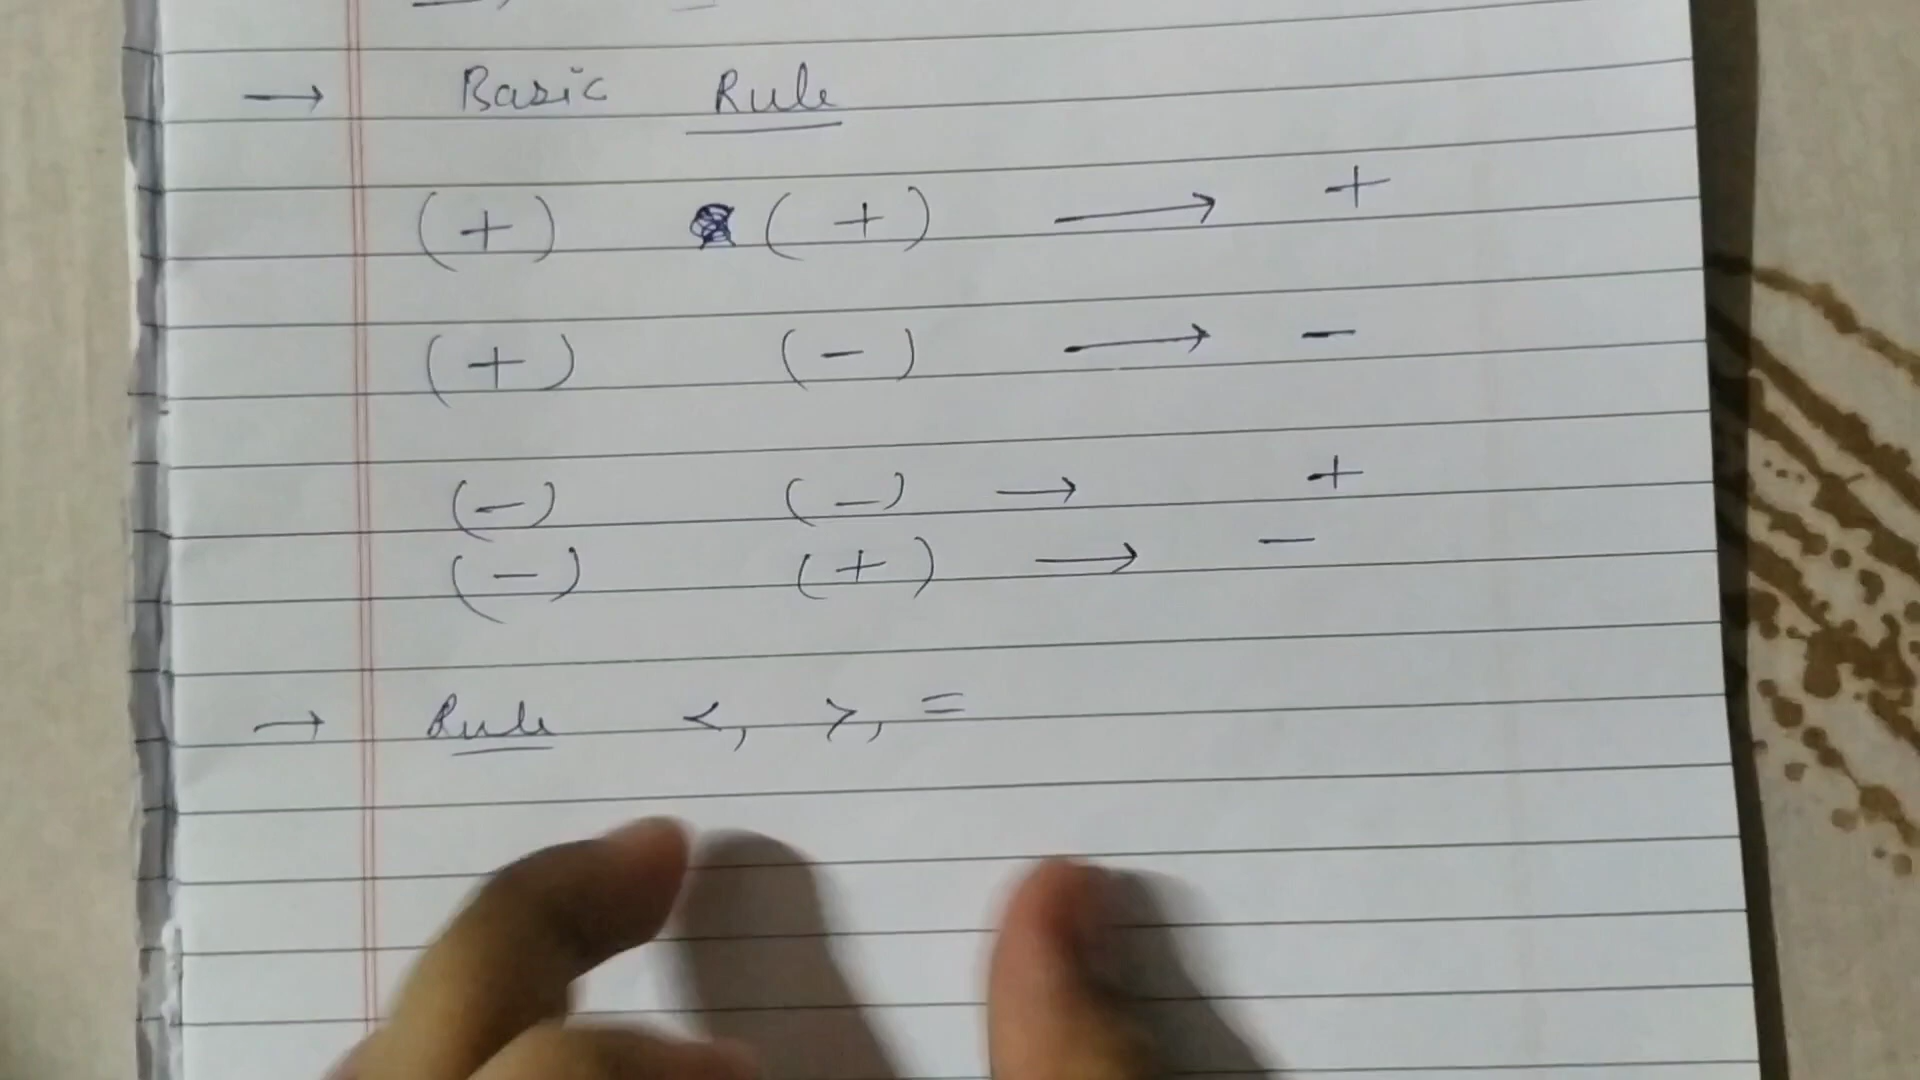 → Basic Rule
(+) (+) → +
(+) (-) → -
(-) (-) → +
(-) (+) → -
→ Rule <, >, =